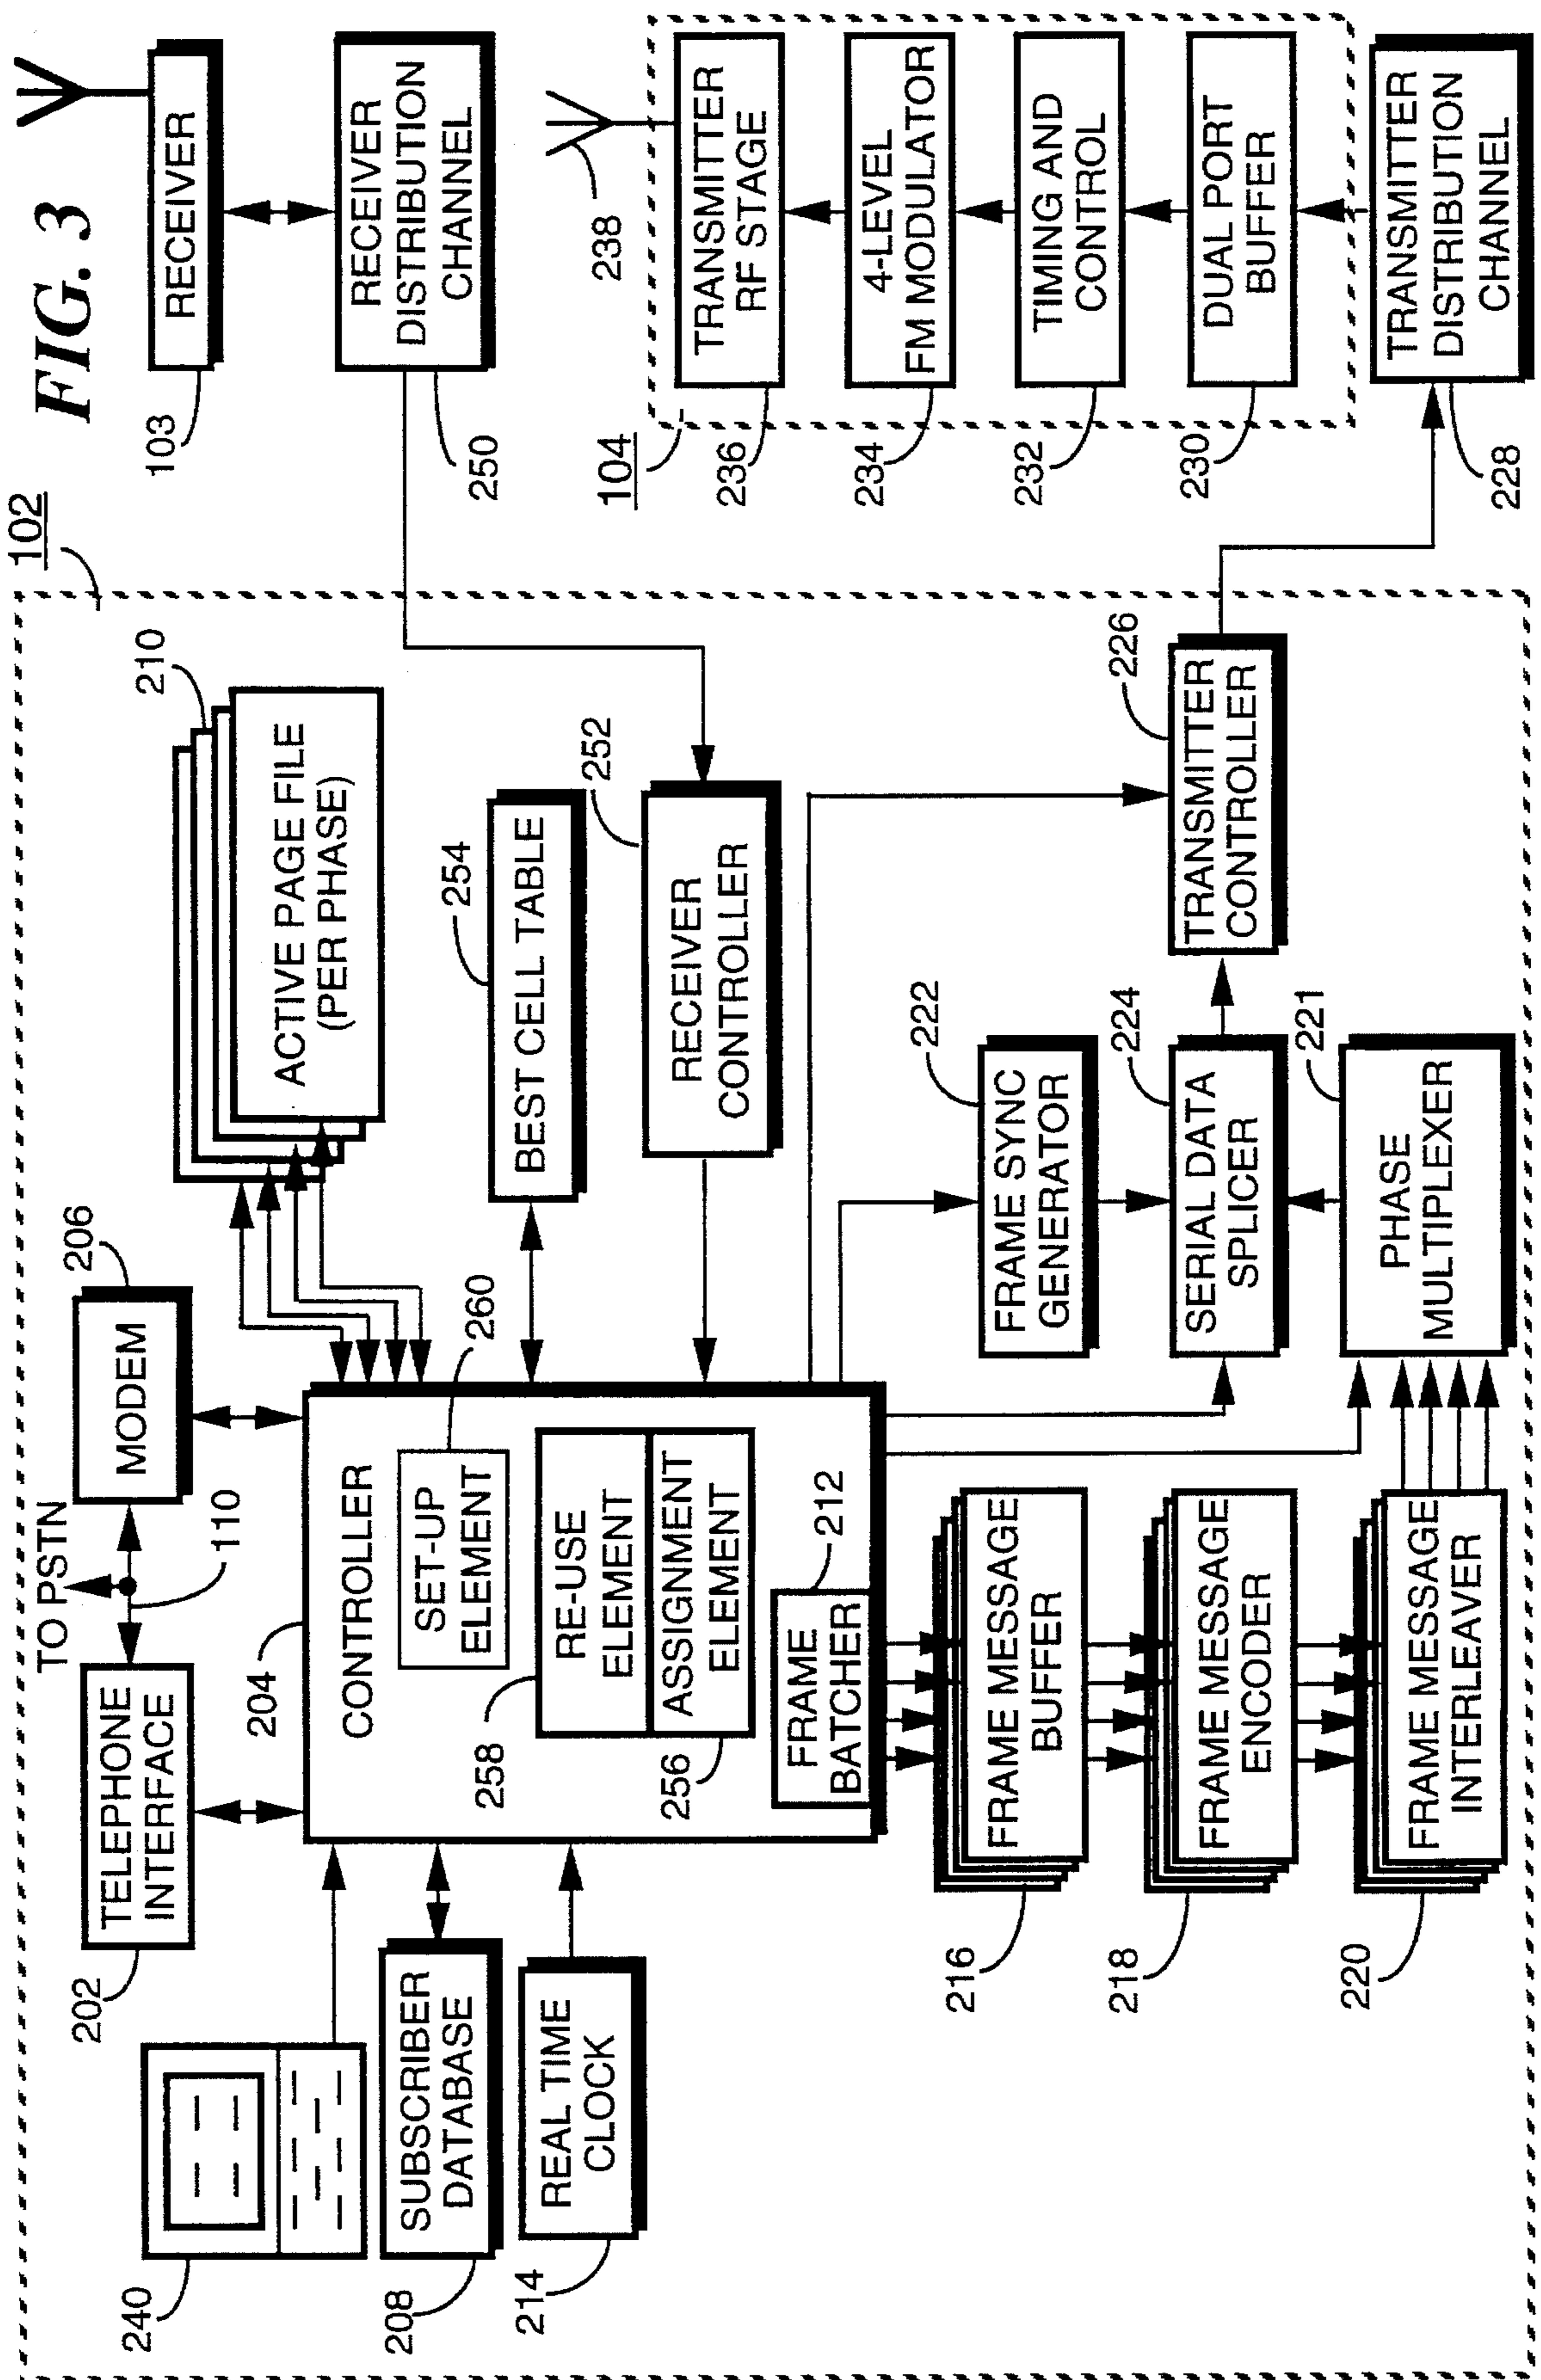 FIG. 3
102
TO PSTN
110
202
TELEPHONE
INTERFACE
206
MODEM
210
ACTIVE PAGE FILE
(PER PHASE)
103
RECEIVER
240
204
CONTROLLER
260
SET-UP
ELEMENT
258
RE-USE
ELEMENT
256
ASSIGNMENT
ELEMENT
212
FRAME
BATCHER
208
SUBSCRIBER
DATABASE
214
REAL TIME
CLOCK
254
BEST CELL TABLE
252
RECEIVER
CONTROLLER
250
RECEIVER
DISTRIBUTION
CHANNEL
238
104
236
TRANSMITTER
RF STAGE
234
4-LEVEL
FM MODULATOR
232
TIMING AND
CONTROL
230
DUAL PORT
BUFFER
228
TRANSMITTER
DISTRIBUTION
CHANNEL
216
FRAME MESSAGE
BUFFER
218
FRAME MESSAGE
ENCODER
220
FRAME MESSAGE
INTERLEAVER
222
FRAME SYNC
GENERATOR
224
SERIAL DATA
SPLICER
221
PHASE
MULTIPLEXER
226
TRANSMITTER
CONTROLLER